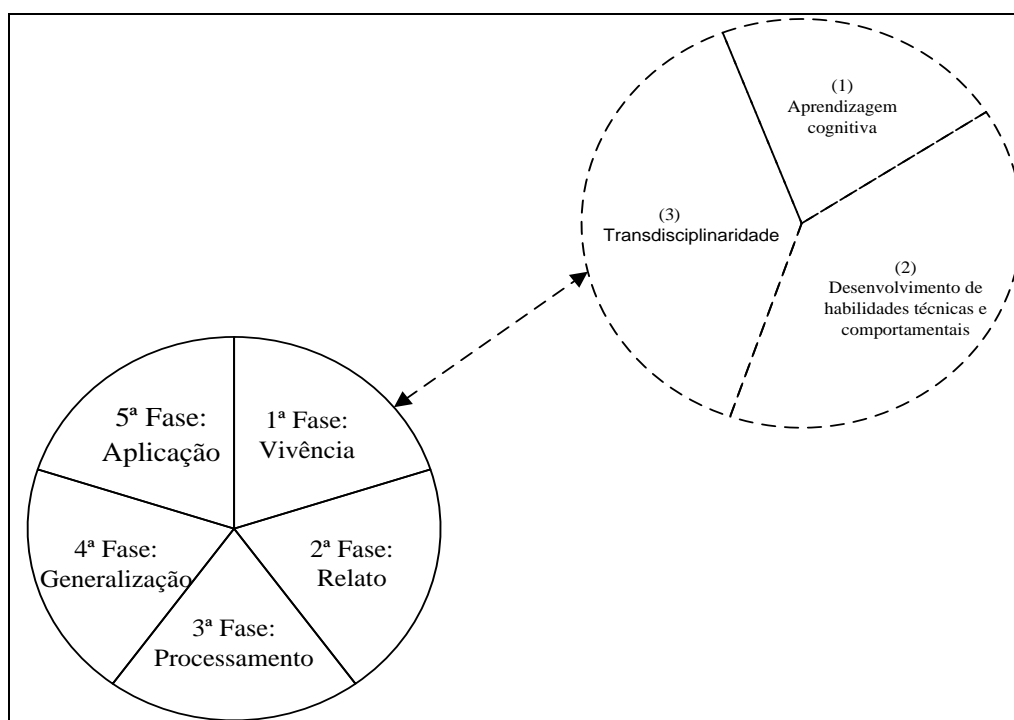 (1)
Aprendizagem
cognitiva
(3)
Transdisciplinaridade
(2)
Desenvolvimento de
habilidades técnicas e
comportamentais
5ª Fase:
Aplicação
1ª Fase:
Vivência
4ª Fase:
Generalização
2ª Fase:
Relato
3ª Fase:
Processamento